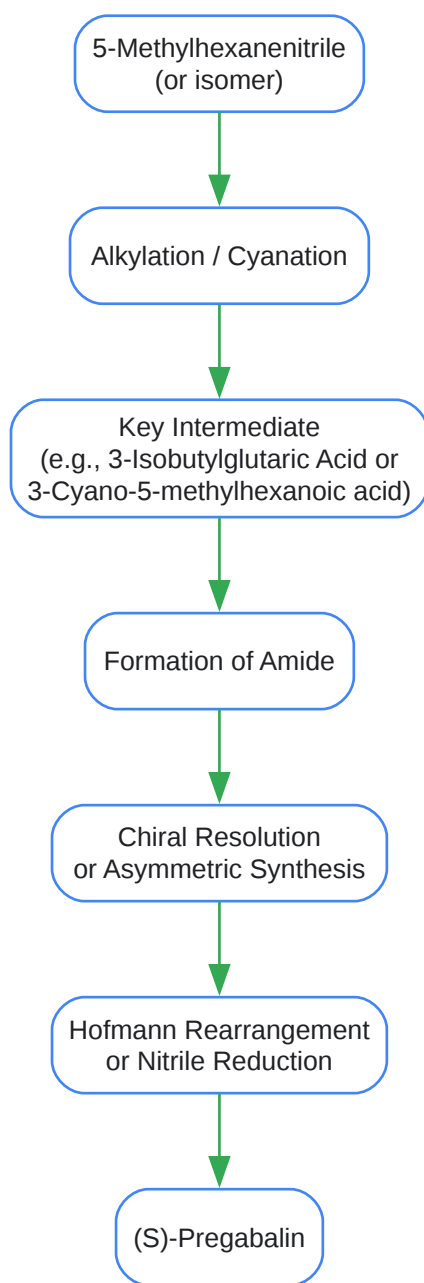 5-Methylhexanenitrile
(or isomer)
Alkylation / Cyanation
Key Intermediate
(e.g., 3-Isobutylglutaric Acid or
3-Cyano-5-methylhexanoic acid)
Formation of Amide
Chiral Resolution
or Asymmetric Synthesis
Hofmann Rearrangement
or Nitrile Reduction
(S)-Pregabalin